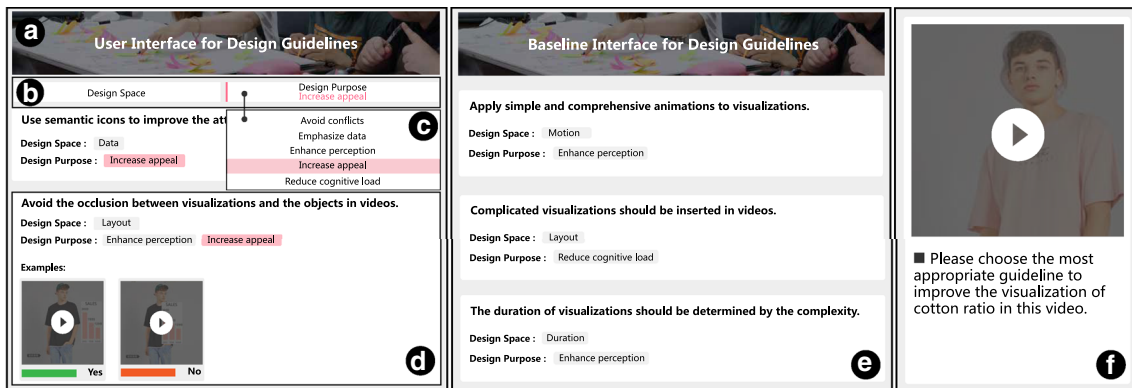 a
User Interface for Design Guidelines
b
Design Space
Design Purpose
Increase appeal
c
Avoid conflicts
Emphasize data
Enhance perception
Increase appeal
Reduce cognitive load
Use semantic icons to improve the att
Design Space : Data
Design Purpose : Increase appeal
Avoid the occlusion between visualizations and the objects in videos.
Design Space : Layout
Design Purpose : Enhance perception Increase appeal
Examples:
Yes
No
d
Baseline Interface for Design Guidelines
Apply simple and comprehensive animations to visualizations.
Design Space : Motion
Design Purpose : Enhance perception
Complicated visualizations should be inserted in videos.
Design Space : Layout
Design Purpose : Reduce cognitive load
The duration of visualizations should be determined by the complexity.
Design Space : Duration
Design Purpose : Enhance perception
e
■ Please choose the most
appropriate guideline to
improve the visualization of
cotton ratio in this video.
f